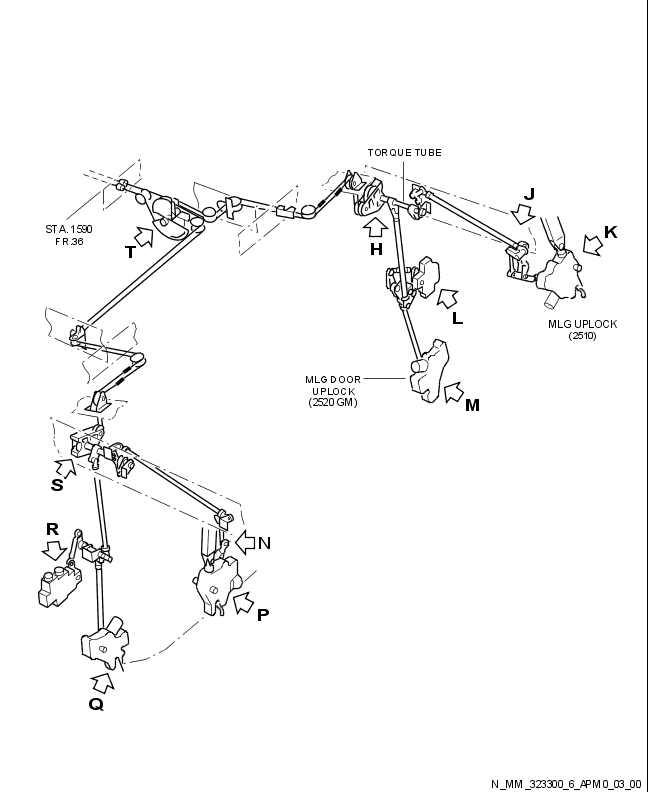 TORQUE TUBE
J
K
STA.1590
FR.36
T
H
L
MLG UPLOCK
(2510)
MLG DOOR
UPLOCK
(2520 GM)
M
S
R
N
P
Q
N_MM_323300_6_APM0_03_00